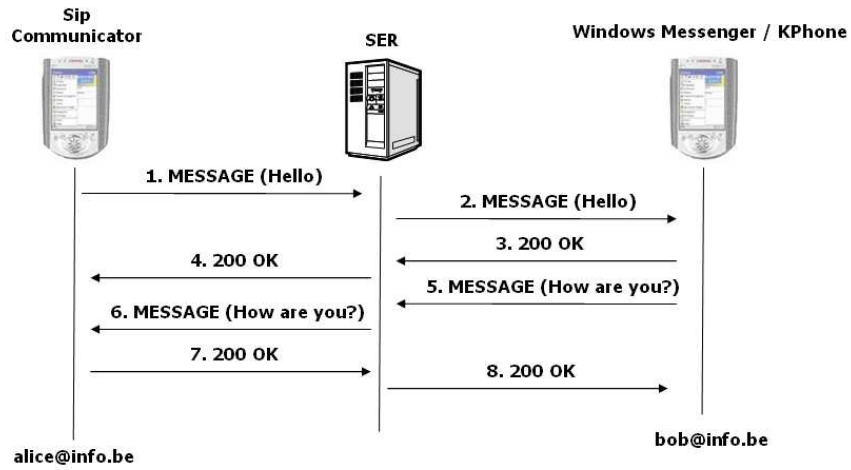 Sip
Communicator
SER
Windows Messenger / KPhone
1. MESSAGE (Hello)
2. MESSAGE (Hello)
3. 200 OK
4. 200 OK
5. MESSAGE (How are you?)
6. MESSAGE (How are you?)
7. 200 OK
8. 200 OK
bob@info.be
alice@info.be